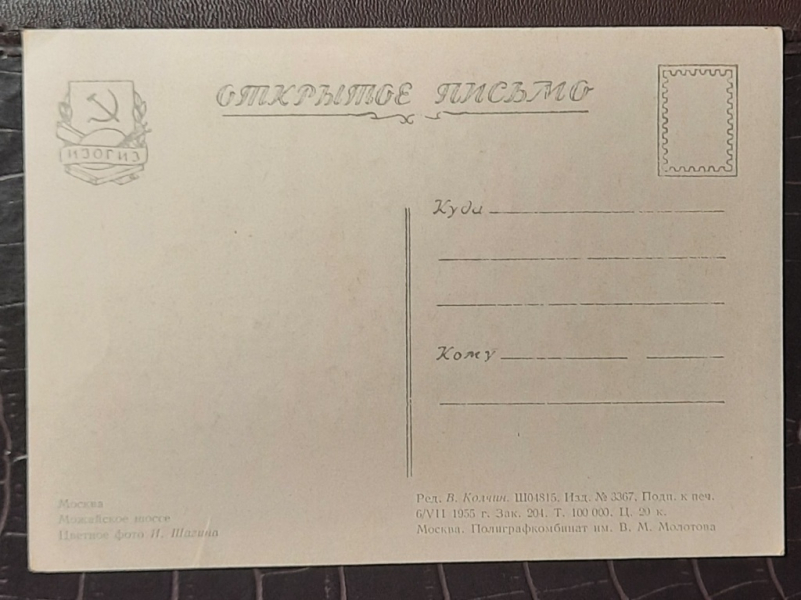 ОТКРЫТОЕ ПИСЬМО
ИЗОГИЗ
Куда
Кому
Москва
Можайское шоссе
Цветное фото И. Шагина
Ред. В. Колчин. Ш04815. Изд. № 3367. Подп. к печ.
6/VII 1955 г. Зак. 204. Т. 100 000. Ц. 20 к.
Москва. Полиграфкомбинат им. В. М. Молотова